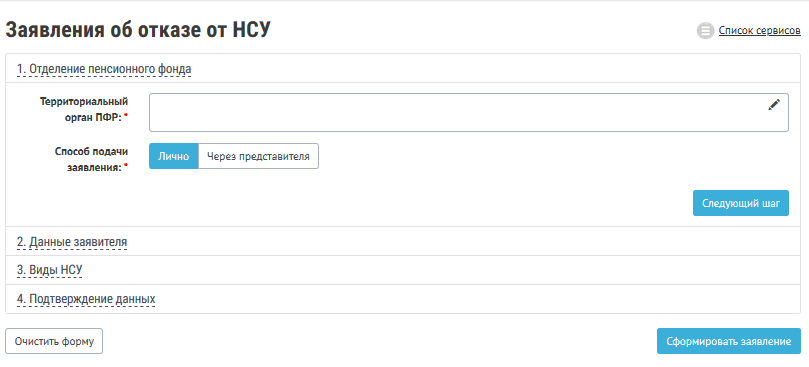 Заявления об отказе от НСУ
Список сервисов
1. Отделение пенсионного фонда
Территориальный
орган ПФР: *
Способ подачи
заявления: *
Лично
Через представителя
Следующий шаг
2. Данные заявителя
3. Виды НСУ
4. Подтверждение данных
Очистить форму
Сформировать заявление